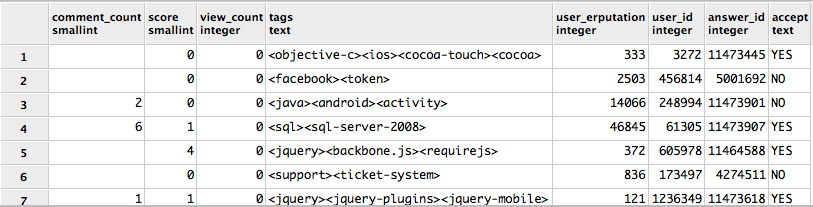 comment_count score view_count tags user_erputation user_id answer_id accept
smallint smallint integer text integer integer integer text
1 0 0 <objective-c><ios><cocoa-touch><cocoa> 333 3272 11473445 YES
2 0 0 <facebook><token> 2503 456814 5001692 NO
3 2 0 0 <java><android><activity> 14066 248994 11473901 NO
4 6 1 0 <sql><sql-server-2008> 46845 61305 11473907 YES
5 4 0 <jquery><backbone.js><requirejs> 372 605978 11464588 YES
6 0 0 <support><ticket-system> 836 173497 4274511 NO
7 1 1 0 <jquery><jquery-plugins><jquery-mobile> 121 1236349 11473618 YES